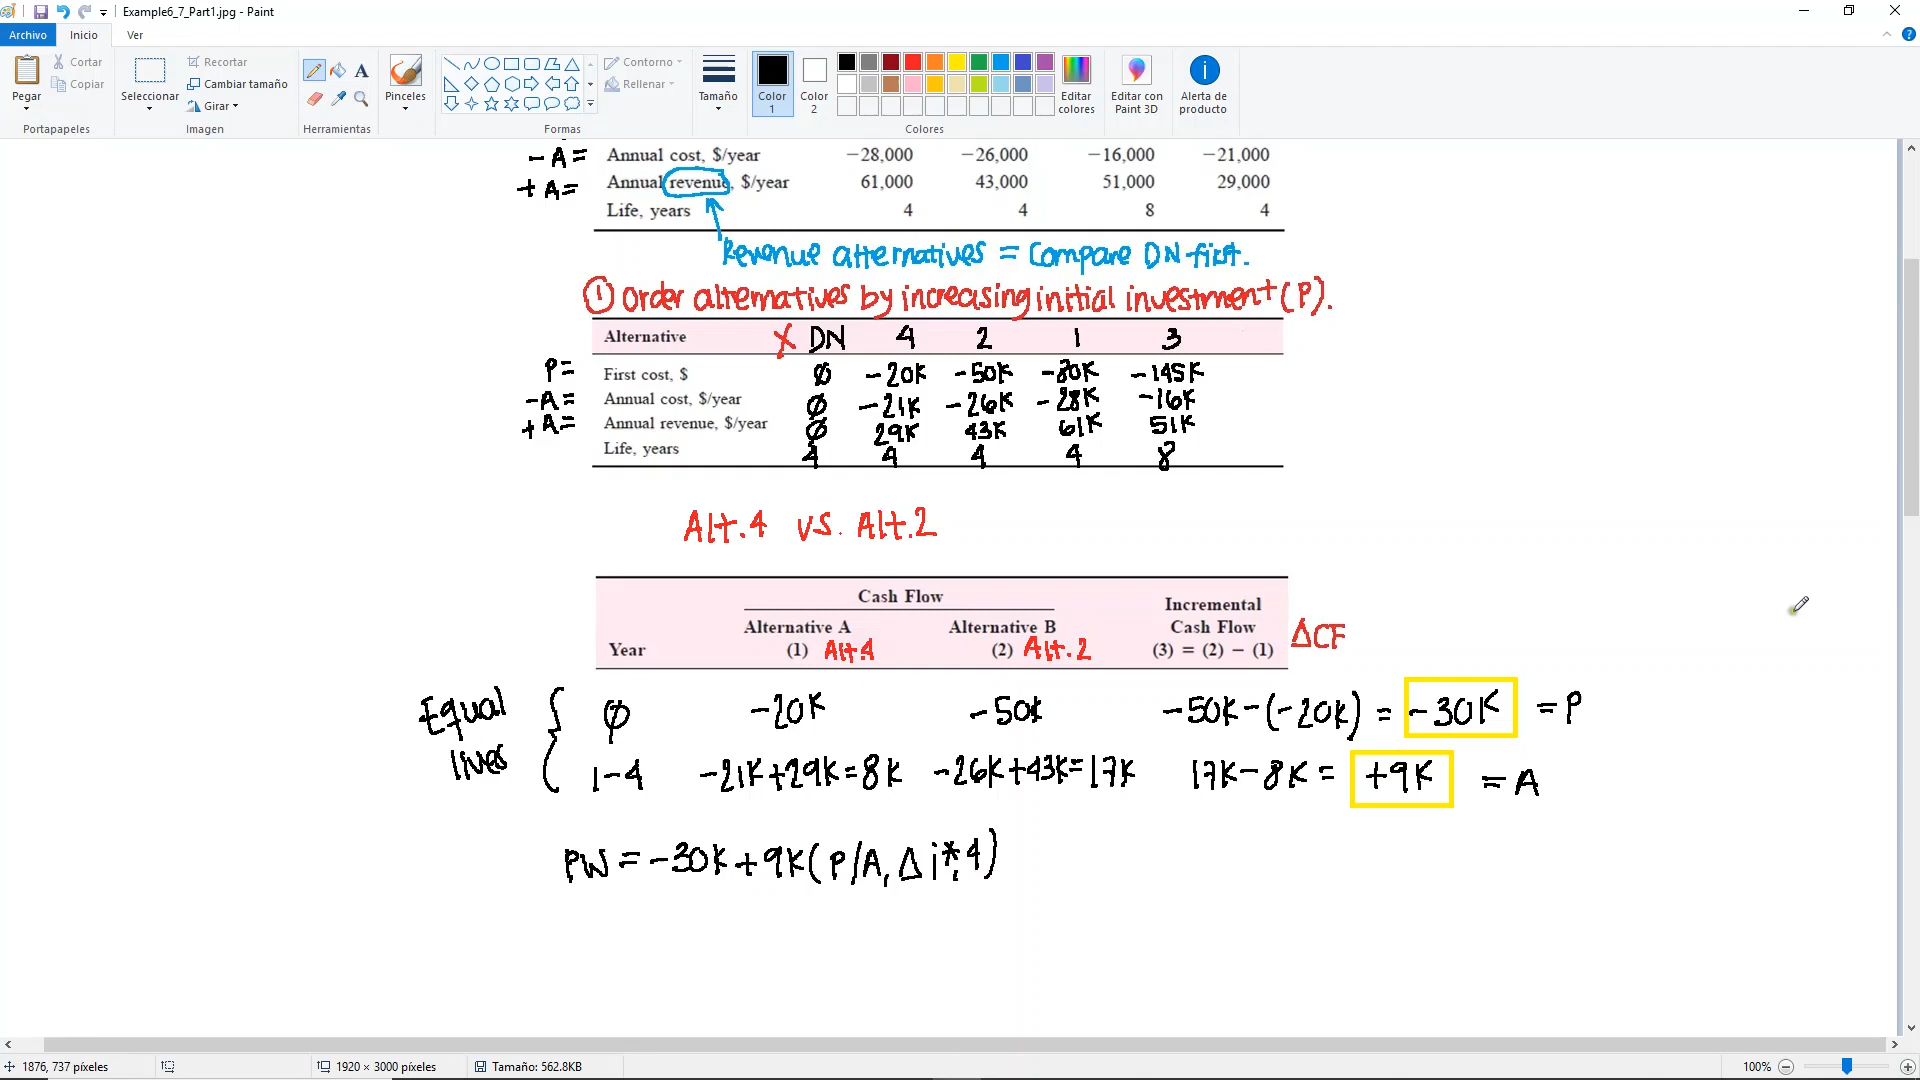 Example6_7_Part1.jpg - Paint
Archivo Inicio Ver
Pegar
Cortar
Copiar
Portapapeles
Seleccionar
Recortar
Cambiar tamaño
Girar
Imagen
A
Herramientas
Pinceles
Contorno
Rellenar
Formas
Tamaño
Color 1
Color 2
Editar colores
Editar con Paint 3D
Alerta de producto
Colores
-A= Annual cost, $/year −28,000 −26,000 −16,000 −21,000
+A= Annual revenue, $/year 61,000 43,000 51,000 29,000
Life, years 4 4 8 4
Revenue alternatives = Compare DN first.
① Order alternatives by increasing initial investment (P).
Alternative X DN 4 2 1 3
P= First cost, $ Ø -20K -50K -80K -145K
-A= Annual cost, $/year Ø -21K -26K -28K -16K
+A= Annual revenue, $/year Ø 29K 43K 61K 51K
Life, years 4 4 4 4 8
Alt.4 vs. Alt.2
Cash Flow
Incremental
Alternative A Alternative B Cash Flow ΔCF
Year (1) Alt.4 (2) Alt.2 (3) = (2) − (1)
Equal lives
Ø -20K -50K -50K-(-20K) = -30K = P
1-4 -21K+29K=8K -26K+43K=17K 17K-8K= +9K = A
PW = -30K + 9K(P/A, Δi*, 4)
1876, 737 píxeles 1920 × 3000 píxeles Tamaño: 562.8KB 100%